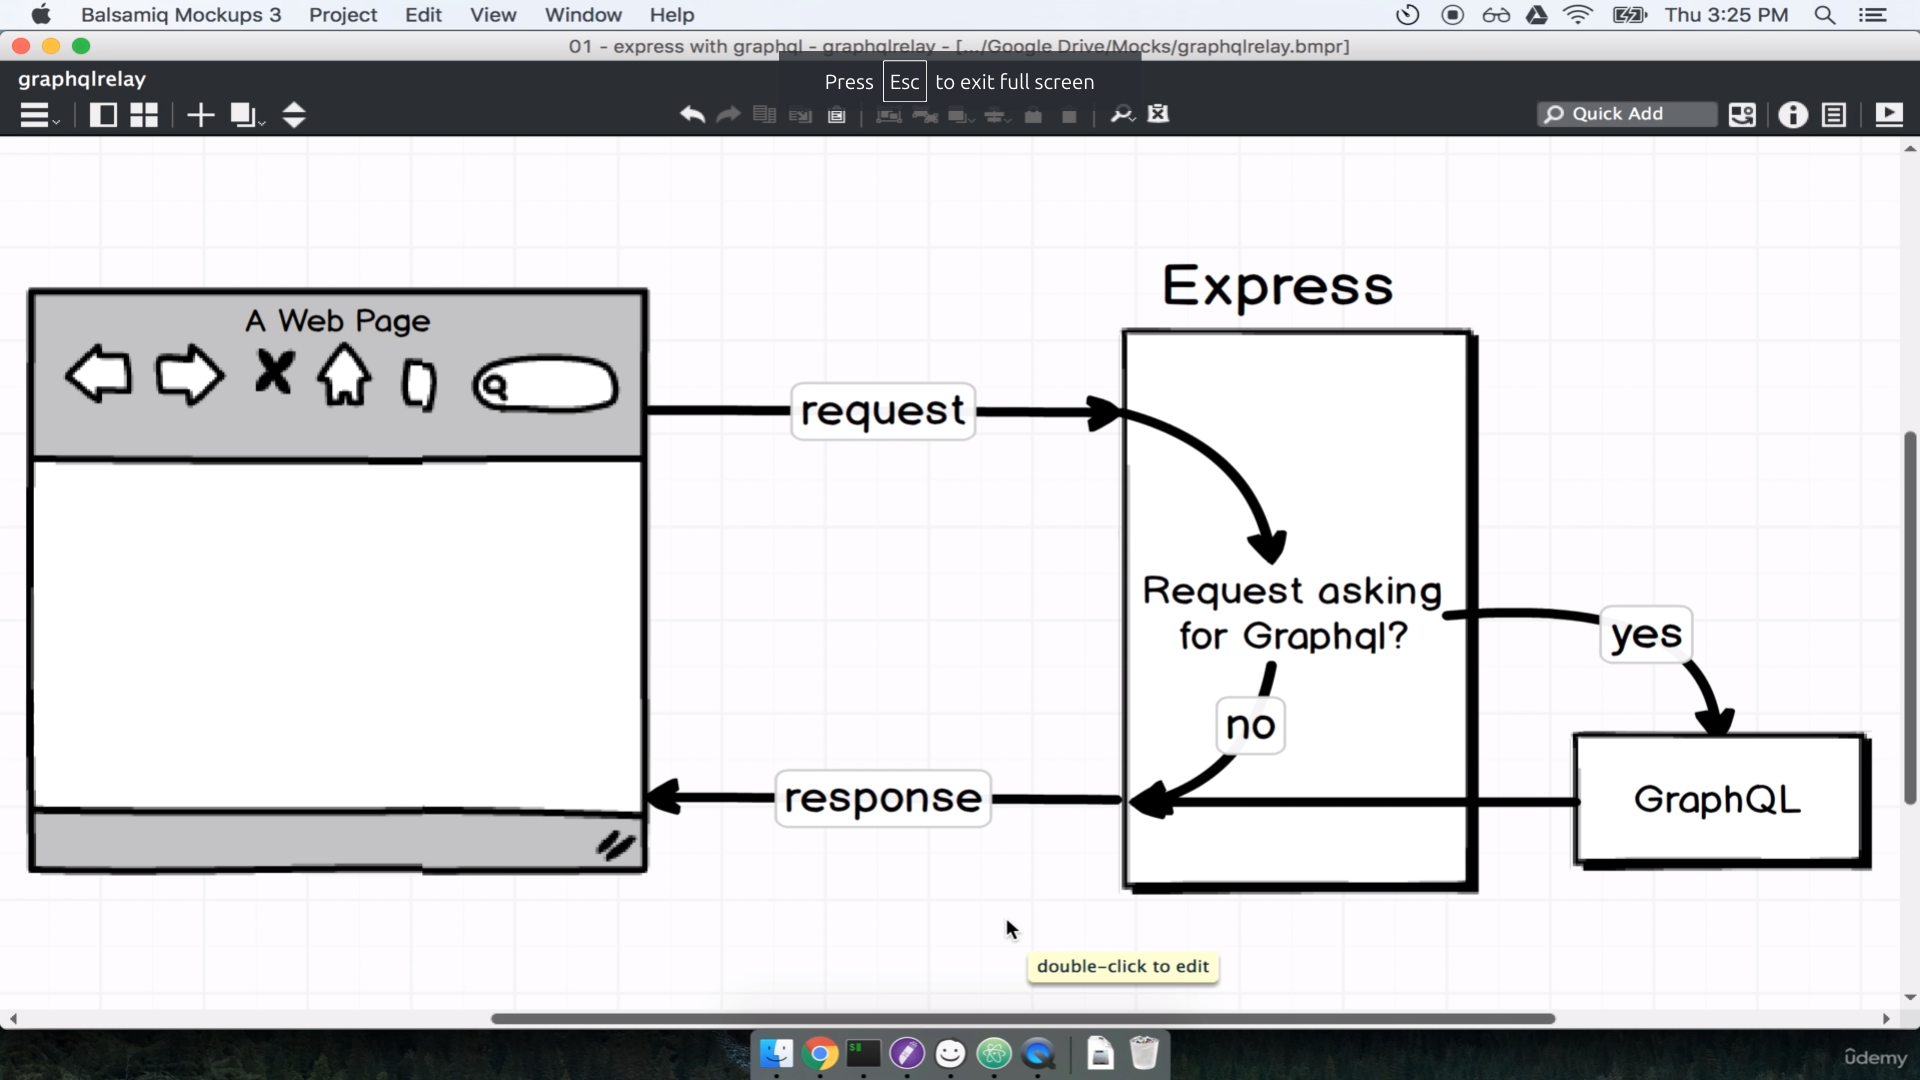 Balsamiq Mockups 3 Project Edit View Window Help Thu 3:25 PM
01 - express with graphql - graphqlrelay - [.../Google Drive/Mocks/graphqlrelay.bmpr]
graphqlrelay
Press Esc to exit full screen
Quick Add
Express
A Web Page
request
Request asking
for Graphql?
yes
no
response
GraphQL
double-click to edit
ûdemy